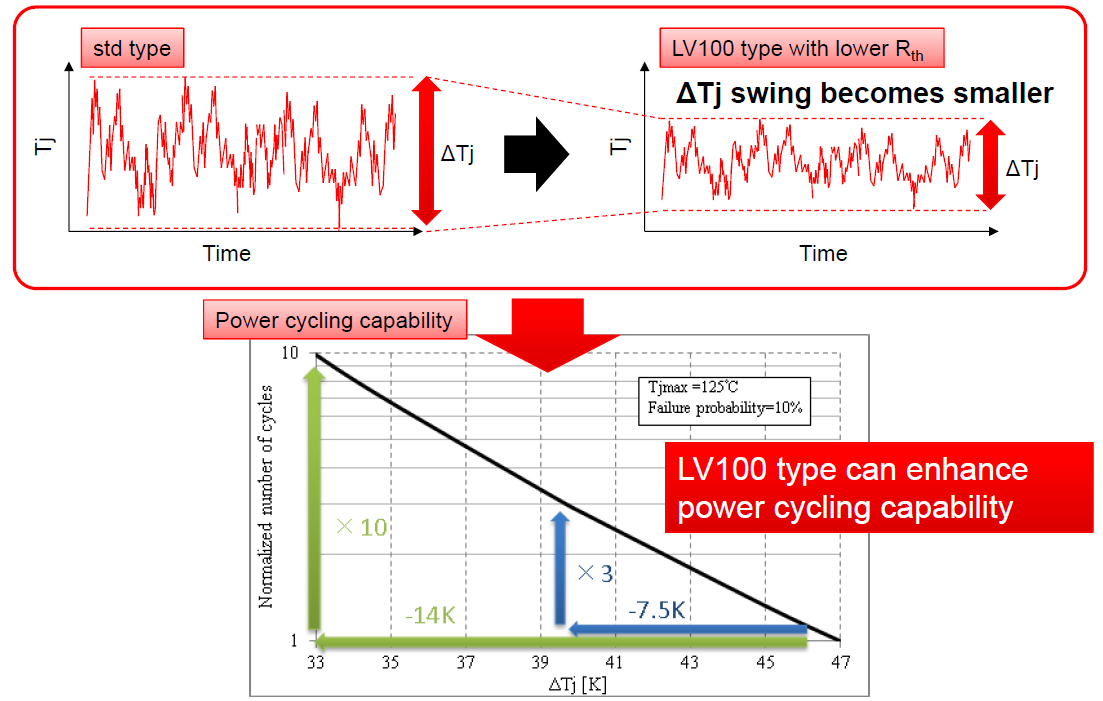 std type
LV100 type with lower Rth
ΔTj swing becomes smaller
Tj
ΔTj
Time
Tj
ΔTj
Time
Power cycling capability
Normalized number of cycles
10
1
Tjmax =125℃
Failure probability=10%
LV100 type can enhance
power cycling capability
×10
×3
-14K
-7.5K
33 35 37 39 41 43 45 47
ΔTj [K]